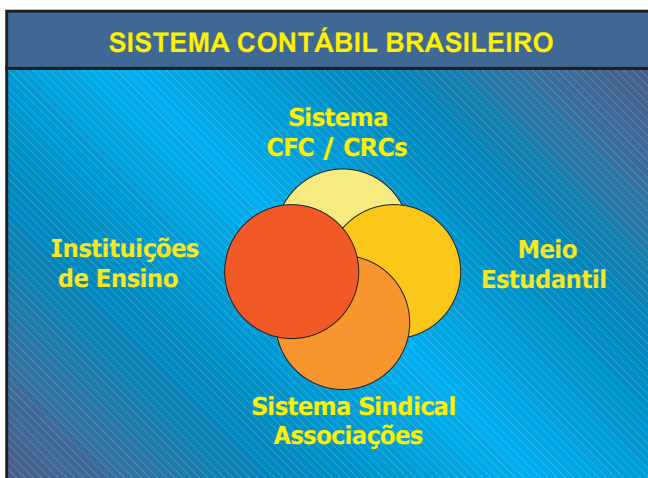 SISTEMA CONTÁBIL BRASILEIRO
Sistema
CFC / CRCs
Instituições
de Ensino
Meio
Estudantil
Sistema Sindical
Associações